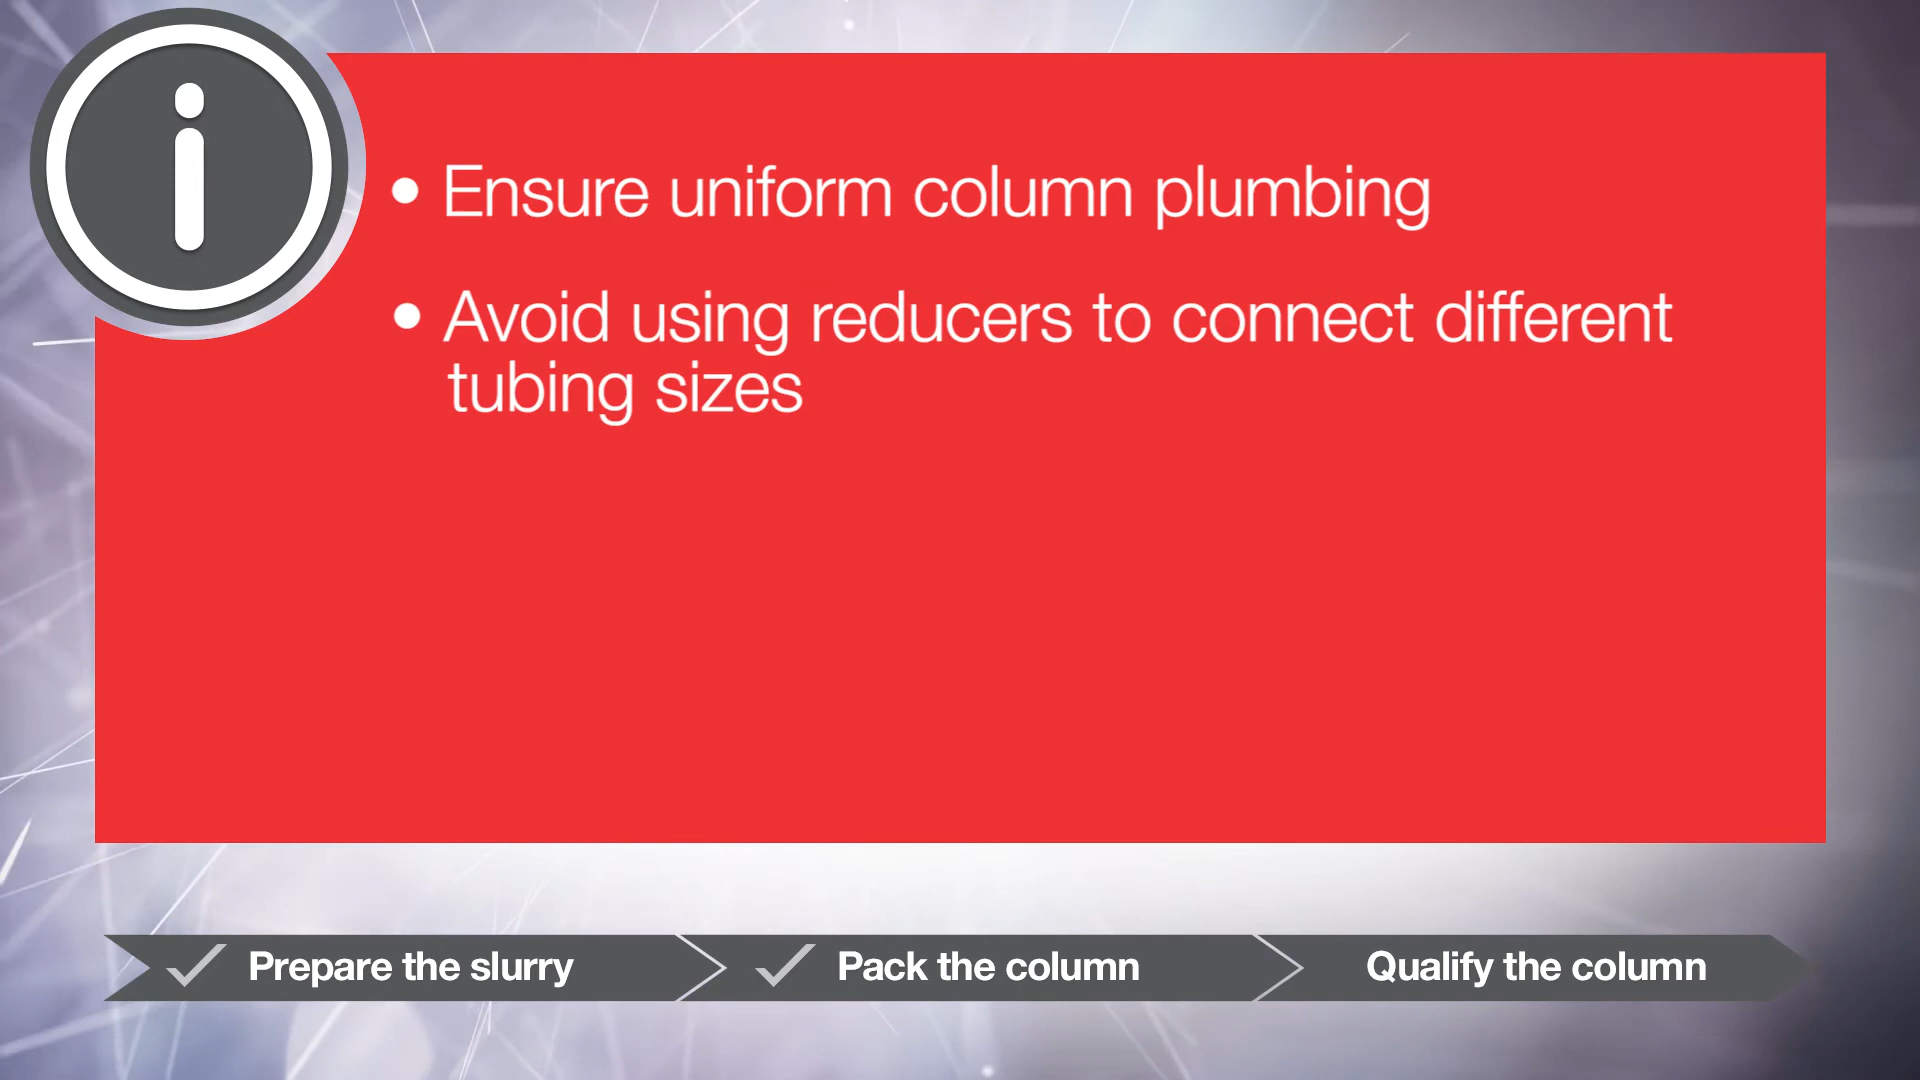 • Ensure uniform column plumbing
• Avoid using reducers to connect different
tubing sizes
Prepare the slurry
Pack the column
Qualify the column